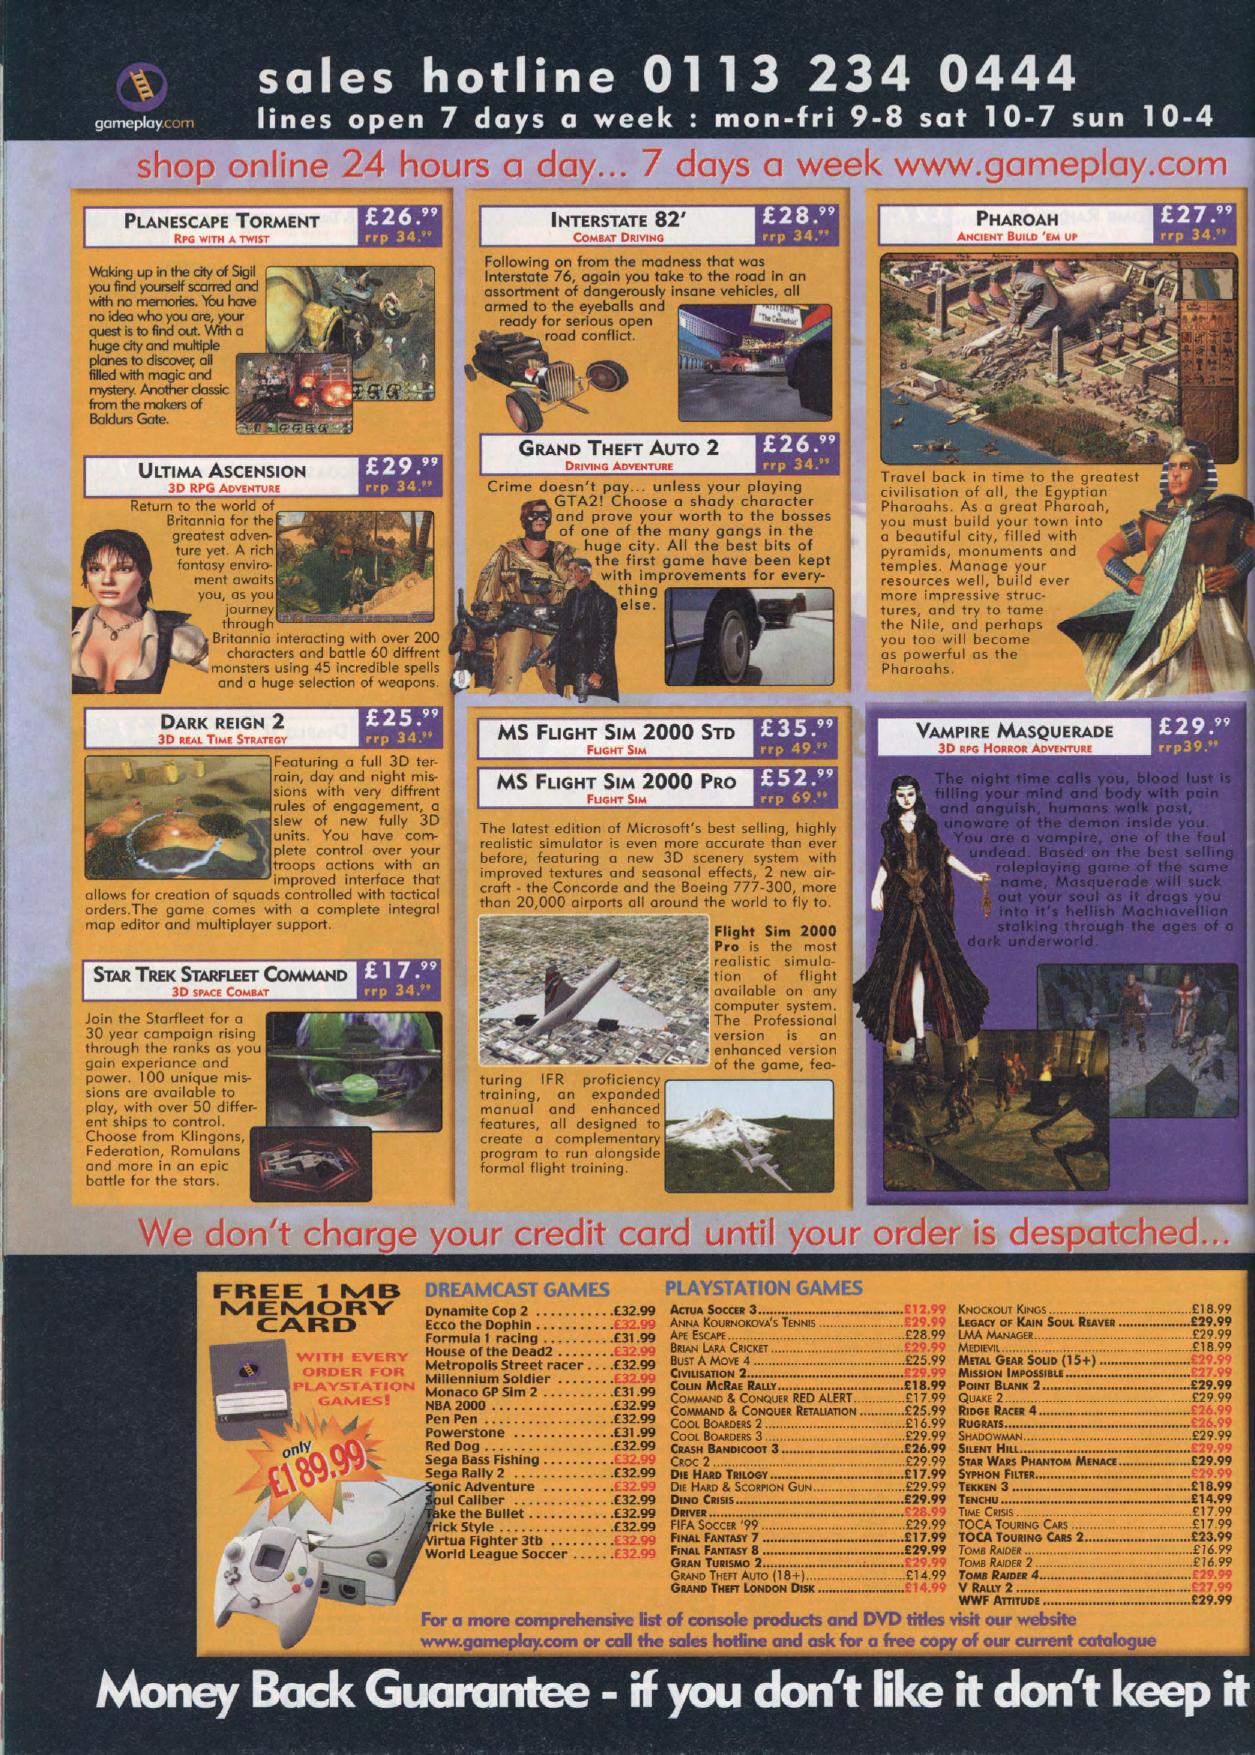 sales hotline 0113 234 0444
gameplay.com
lines open 7 days a week : mon-fri 9-8 sat 10-7 sun 10-4
shop online 24 hours a day... 7 days a week www.gameplay.com
PLANESCAPE TORMENT
RPG WITH A TWIST
£26.99
rrp 34.99
Waking up in the city of Sigil
you find yourself scarred and
with no memories. You have
no idea who you are, your
quest is to find out. With a
huge city and multiple
planes to discover, all
filled with magic and
mystery. Another classic
from the makers of
Baldurs Gate.
ULTIMA ASCENSION
3D RPG ADVENTURE
£29.99
rrp 34.99
Return to the world of
Britannia for the
greatest adven-
ture yet. A rich
fantasy enviro-
ment awaits
you, as you
journey
through
Britannia interacting with over 200
characters and battle 60 diffrent
monsters using 45 incredible spells
and a huge selection of weapons.
DARK REIGN 2
3D REAL TIME STRATEGY
£25.99
rrp 34.99
Featuring a full 3D ter-
rain, day and night mis-
sions with very diffrent
rules of engagement, a
slew of new fully 3D
units. You have com-
plete control over your
troops actions with an
improved interface that
allows for creation of squads controlled with tactical
orders.The game comes with a complete integral
map editor and multiplayer support.
STAR TREK STARFLEET COMMAND
3D SPACE COMBAT
£17.99
rrp 34.99
Join the Starfleet for a
30 year campaign rising
through the ranks as you
gain experiance and
power. 100 unique mis-
sions are available to
play, with over 50 differ-
ent ships to control.
Choose from Klingons,
Federation, Romulans
and more in an epic
battle for the stars.
INTERSTATE 82'
COMBAT DRIVING
£28.99
rrp 34.99
Following on from the madness that was
Interstate 76, again you take to the road in an
assortment of dangerously insane vehicles, all
armed to the eyeballs and
ready for serious open
road conflict.
"The Centerfold"
GRAND THEFT AUTO 2
DRIVING ADVENTURE
£26.99
rrp 34.99
Crime doesn't pay... unless your playing
GTA2! Choose a shady character
and prove your worth to the bosses
of one of the many gangs in the
huge city. All the best bits of
the first game have been kept
with improvements for every-
thing
else.
MS FLIGHT SIM 2000 STD
FLIGHT SIM
£35.99
rrp 49.99
MS FLIGHT SIM 2000 PRO
FLIGHT SIM
£52.99
rrp 69.99
The latest edition of Microsoft's best selling, highly
realistic simulator is even more accurate than ever
before, featuring a new 3D scenery system with
improved textures and seasonal effects, 2 new air-
craft - the Concorde and the Boeing 777-300, more
than 20,000 airports all around the world to fly to.
Flight Sim 2000
Pro is the most
realistic simula-
tion of flight
available on any
computer system.
The Professional
version is an
enhanced version
of the game, fea-
turing IFR proficiency
training, an expanded
manual and enhanced
features, all designed to
create a complementary
program to run alongside
formal flight training.
PHAROAH
ANCIENT BUILD 'EM UP
£27.99
rrp 34.99
Travel back in time to the greatest
civilisation of all, the Egyptian
Pharoahs. As a great Pharoah,
you must build your town into
a beautiful city, filled with
pyramids, monuments and
temples. Manage your
resources well, build ever
more impressive struc-
tures, and try to tame
the Nile, and perhaps
you too will become
as powerful as the
Pharoahs.
VAMPIRE MASQUERADE
3D RPG HORROR ADVENTURE
£29.99
rrp39.99
The night time calls you, blood lust is
filling your mind and body with pain
and anguish, humans walk past,
unaware of the demon inside you.
You are a vampire, one of the foul
undead. Based on the best selling
roleplaying game of the same
name, Masquerade will suck
out your soul as it drags you
into it's hellish Machiavellian
stalking through the ages of a
dark underworld.
We don't charge your credit card until your order is despatched...
FREE 1 MB
MEMORY
CARD
WITH EVERY
ORDER FOR
PLAYSTATION
GAMES!
only
£189.99
DREAMCAST GAMES
Dynamite Cop 2 ..........£32.99
Ecco the Dophin ..........£32.99
Formula 1 racing ..........£31.99
House of the Dead2 ........£32.99
Metropolis Street racer ....£32.99
Millennium Soldier ........£32.99
Monaco GP Sim 2 ..........£31.99
NBA 2000 ..........£32.99
Pen Pen ..........£32.99
Powerstone ..........£31.99
Red Dog ..........£32.99
Sega Bass Fishing ..........£32.99
Sega Rally 2 ..........£32.99
Sonic Adventure ..........£32.99
Soul Caliber ..........£32.99
Take the Bullet ..........£32.99
Trick Style ..........£32.99
Virtua Fighter 3tb ..........£32.99
World League Soccer ......£32.99
PLAYSTATION GAMES
ACTUA SOCCER 3..........£12.99
ANNA KOURNOKOVA'S TENNIS ..........£29.99
APE ESCAPE..........£28.99
BRIAN LARA CRICKET ..........£29.99
BUST A MOVE 4 ..........£25.99
CIVILISATION 2..........£29.99
COLIN MCRAE RALLY..........£18.99
COMMAND & CONQUER RED ALERT..........£17.99
COMMAND & CONQUER RETALIATION ..........£25.99
COOL BOARDERS 2 ..........£16.99
COOL BOARDERS 3 ..........£29.99
CRASH BANDICOOT 3 ..........£26.99
CROC 2 ..........£29.99
DIE HARD TRILOGY ..........£17.99
DIE HARD & SCORPION GUN..........£29.99
DINO CRISIS..........£29.99
DRIVER ..........£28.99
FIFA SOCCER '99 ..........£29.99
FINAL FANTASY 7 ..........£17.99
FINAL FANTASY 8 ..........£29.99
GRAN TURISMO 2..........£29.99
GRAND THEFT AUTO (18+)..........£14.99
GRAND THEFT LONDON DISK ..........£14.99
KNOCKOUT KINGS ..........£18.99
LEGACY OF KAIN SOUL REAVER ..........£29.99
LMA MANAGER..........£29.99
MEDIEVIL ..........£18.99
METAL GEAR SOLID (15+) ..........£29.99
MISSION IMPOSSIBLE..........£27.99
POINT BLANK 2..........£29.99
QUAKE 2..........£29.99
RIDGE RACER 4..........£26.99
RUGRATS..........£26.99
SHADOWMAN..........£29.99
SILENT HILL..........£29.99
STAR WARS PHANTOM MENACE..........£29.99
SYPHON FILTER..........£29.99
TEKKEN 3 ..........£18.99
TENCHU ..........£14.99
TIME CRISIS ..........£17.99
TOCA TOURING CARS ..........£17.99
TOCA TOURING CARS 2..........£23.99
TOMB RAIDER ..........£16.99
TOMB RAIDER 2 ..........£16.99
TOMB RAIDER 4..........£29.99
V RALLY 2 ..........£27.99
WWF ATTITUDE ..........£29.99
For a more comprehensive list of console products and DVD titles visit our website
www.gameplay.com or call the sales hotline and ask for a free copy of our current catalogue
Money Back Guarantee - if you don't like it don't keep it